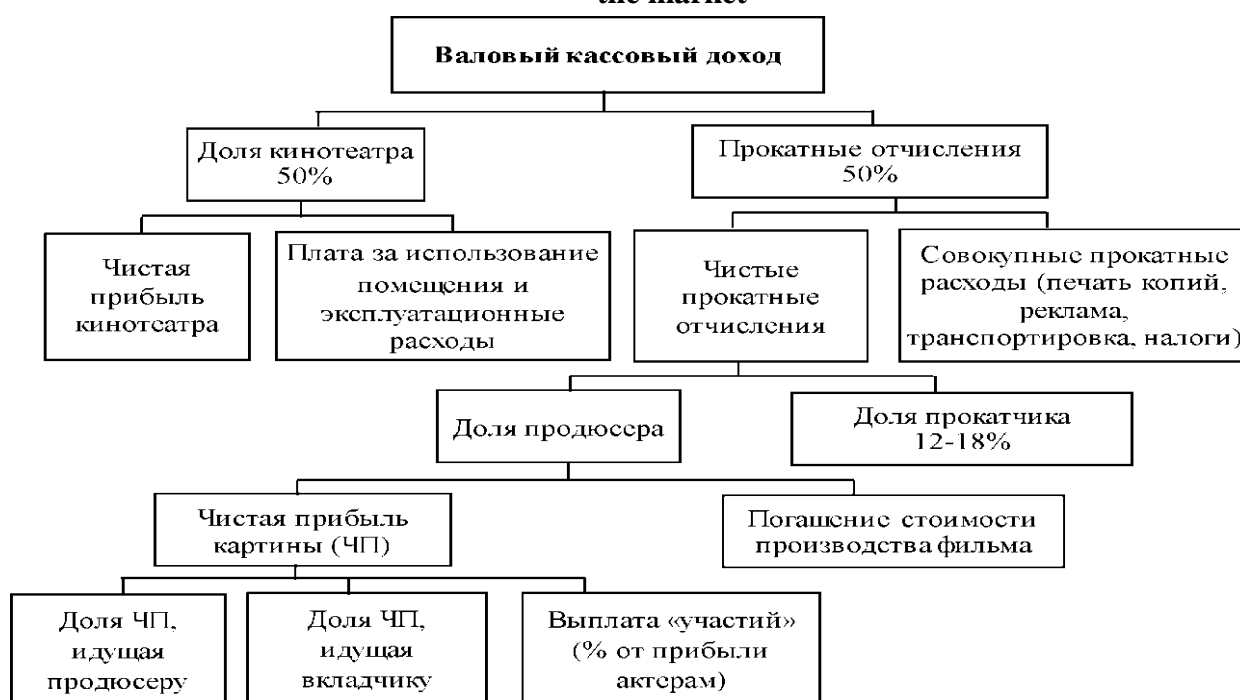 the market
Валовый кассовый доход
Доля кинотеатра
50%
Прокатные отчисления
50%
Чистая
прибыль
кинотеатра
Плата за использование
помещения и
эксплуатационные
расходы
Чистые
прокатные
отчисления
Совокупные прокатные
расходы (печать копий,
реклама,
транспортировка, налоги)
Доля продюсера
Доля прокатчика
12-18%
Чистая прибыль
картины (ЧП)
Погашение стоимости
производства фильма
Доля ЧП,
идущая
продюсеру
Доля ЧП,
идущая
вкладчику
Выплата «участий»
(% от прибыли
актерам)